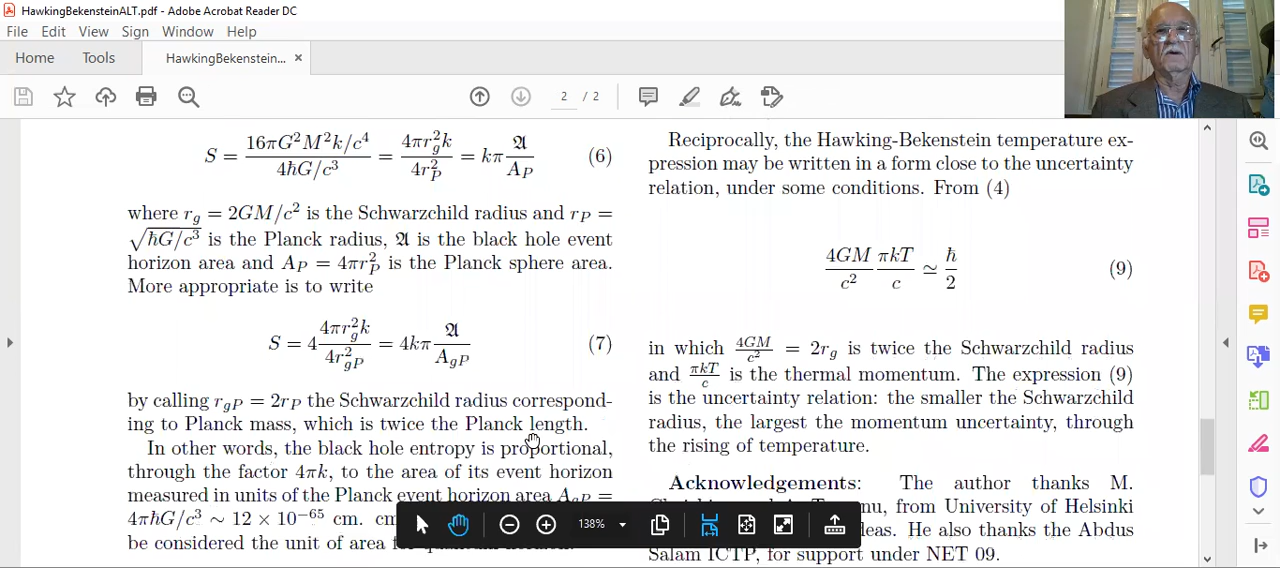 HawkingBekensteinALT.pdf - Adobe Acrobat Reader DC
File Edit View Sign Window Help
Home Tools HawkingBekenstein... ×
2 / 2
S = 16πG²M²k/c⁴ / 4ħG/c³ = 4πr_g²k / 4r_P² = kπ 𝔄 / A_P (6)
where r_g = 2GM/c² is the Schwarzchild radius and r_P =
√ħG/c³ is the Planck radius, 𝔄 is the black hole event
horizon area and A_P = 4πr_P² is the Planck sphere area.
More appropriate is to write
S = 4 4πr_g²k / 4r_gP² = 4kπ 𝔄 / A_gP (7)
by calling r_gP = 2r_P the Schwarzchild radius correspond-
ing to Planck mass, which is twice the Planck length.
In other words, the black hole entropy is proportional,
through the factor 4πk, to the area of its event horizon
measured in units of the Planck event horizon area A_gP =
4πħG/c³ ∼ 12 × 10⁻⁶⁵ cm. cm
be considered the unit of area
Reciprocally, the Hawking-Bekenstein temperature ex-
pression may be written in a form close to the uncertainty
relation, under some conditions. From (4)
4GM / c² πkT / c ≃ ħ / 2 (9)
in which 4GM/c² = 2r_g is twice the Schwarzchild radius
and πkT/c is the thermal momentum. The expression (9)
is the uncertainty relation: the smaller the Schwarzchild
radius, the largest the momentum uncertainty, through
the rising of temperature.
Acknowledgements: The author thanks M.
from University of Helsinki
ideas. He also thanks the Abdus
Salam ICTP, for support under NET 09.
138%